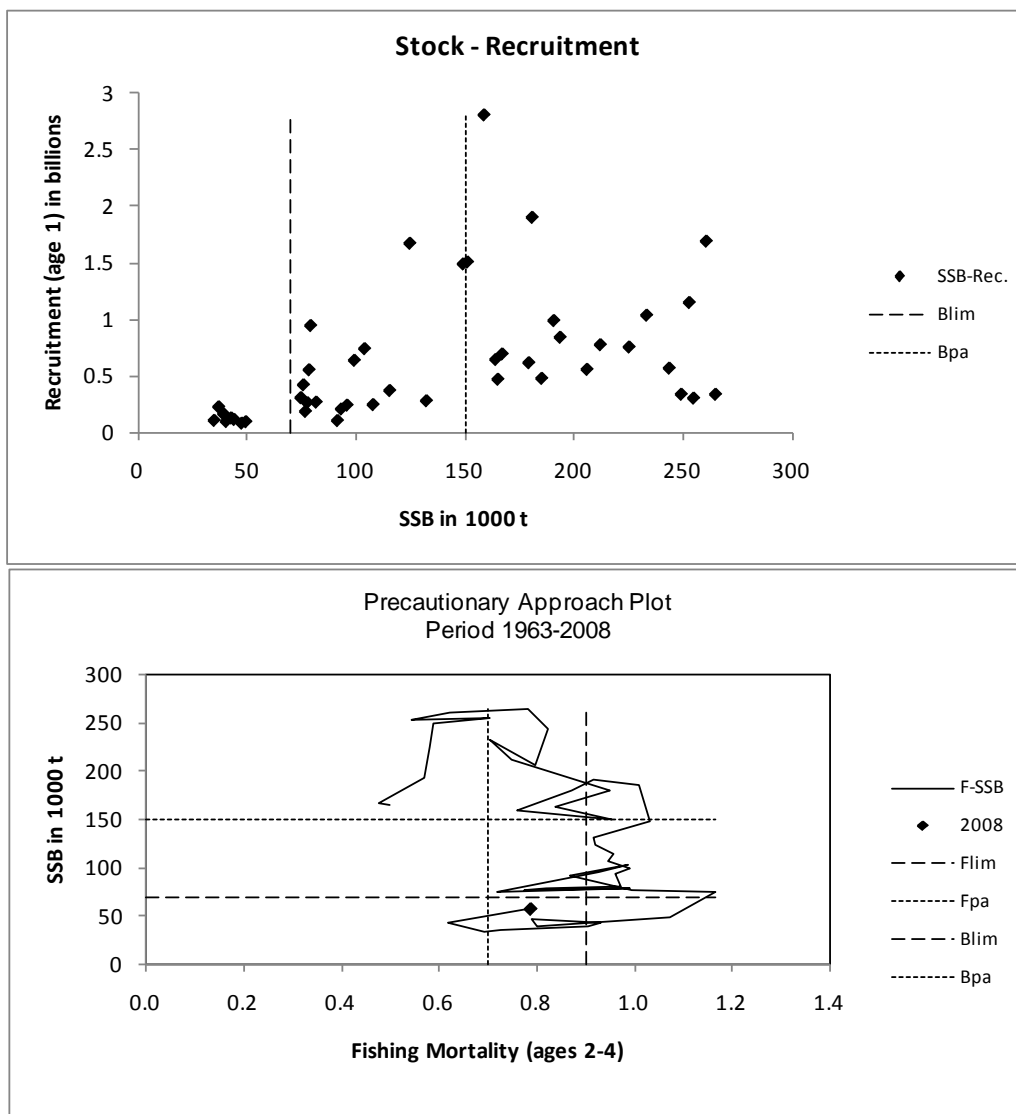 Stock - Recruitment
Recruitment (age 1) in billions
3
2.5
2
1.5
1
0.5
0
0 50 100 150 200 250 300
SSB in 1000 t
SSB-Rec.
Blim
Bpa
Precautionary Approach Plot
Period 1963-2008
SSB in 1000 t
300
250
200
150
100
50
0
0.0 0.2 0.4 0.6 0.8 1.0 1.2 1.4
Fishing Mortality (ages 2-4)
F-SSB
2008
Flim
Fpa
Blim
Bpa